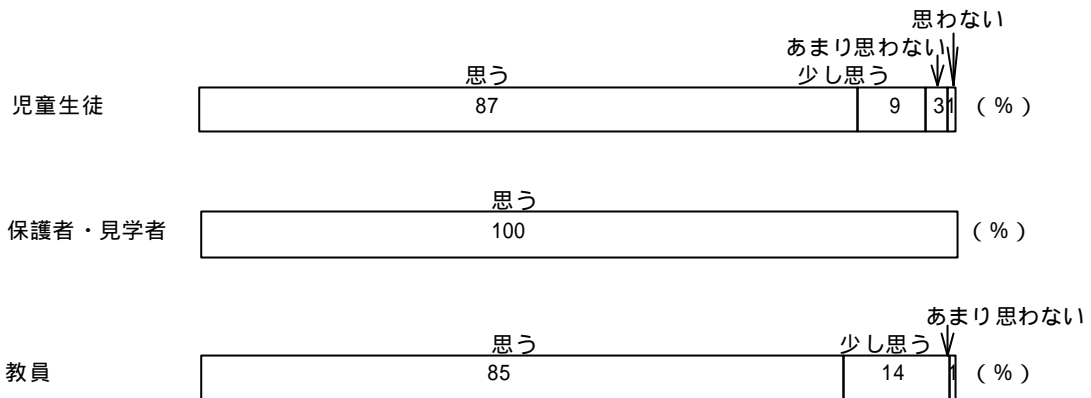 思わない
あまり思わない
思う 少し思う
児童生徒 87 9 3 1 (%)
思う
保護者・見学者 100 (%)
あまり思わない
思う 少し思う
教員 85 14 1 (%)